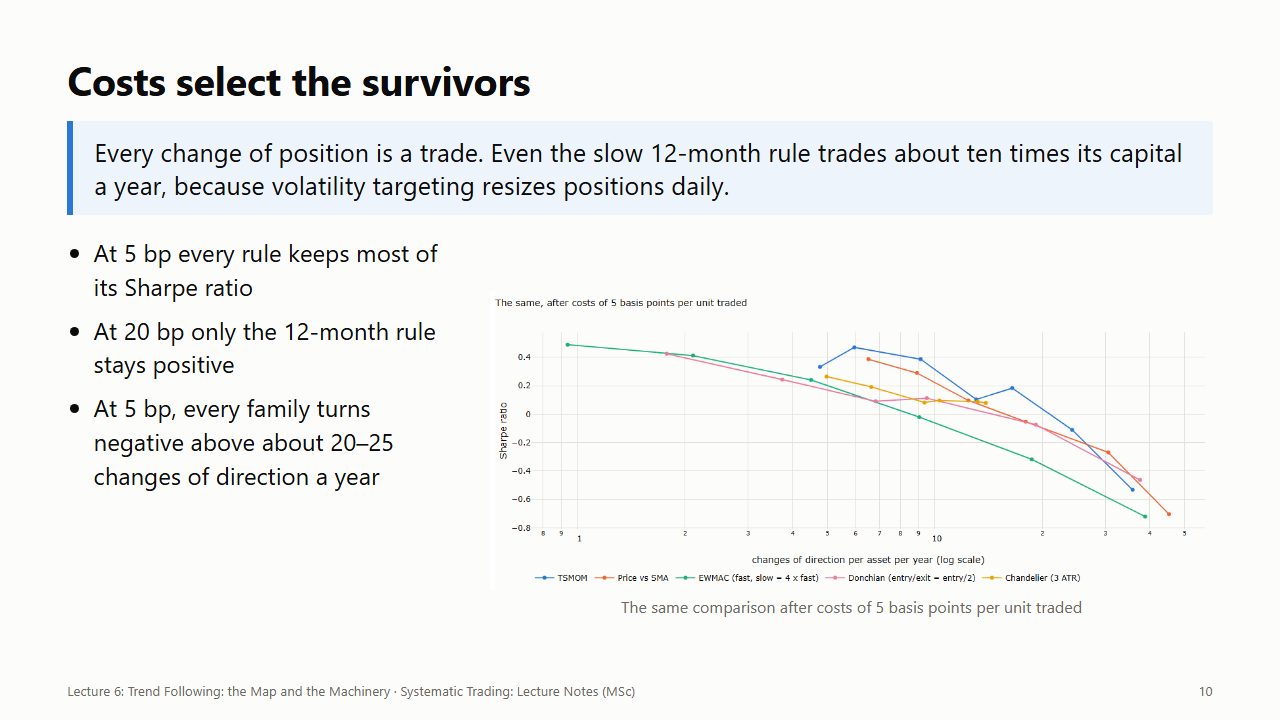 Costs select the survivors
Every change of position is a trade. Even the slow 12-month rule trades about ten times its capital
a year, because volatility targeting resizes positions daily.
• At 5 bp every rule keeps most of
its Sharpe ratio
• At 20 bp only the 12-month rule
stays positive
• At 5 bp, every family turns
negative above about 20–25
changes of direction a year
The same, after costs of 5 basis points per unit traded
Sharpe ratio
0.4
0.2
0
−0.2
−0.4
−0.6
−0.8
8 9 1 2 3 4 5 6 7 8 9 10 2 3 4 5
changes of direction per asset per year (log scale)
TSMOM Price vs SMA EWMAC (fast, slow = 4 x fast) Donchian (entry/exit = entry/2) Chandelier (3 ATR)
The same comparison after costs of 5 basis points per unit traded
Lecture 6: Trend Following: the Map and the Machinery · Systematic Trading: Lecture Notes (MSc) 10